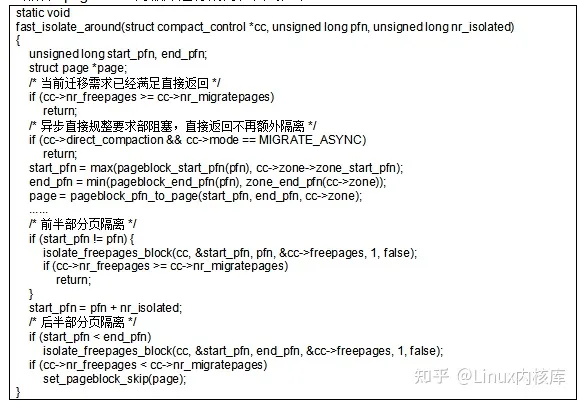 static void
fast_isolate_around(struct compact_control *cc, unsigned long pfn, unsigned long nr_isolated)
{
unsigned long start_pfn, end_pfn;
struct page *page;
/* 当前迁移需求已经满足直接返回 */
if (cc->nr_freepages >= cc->nr_migratepages)
return;
/* 异步直接规整要求部阻塞，直接返回不再额外隔离 */
if (cc->direct_compaction && cc->mode == MIGRATE_ASYNC)
return;
start_pfn = max(pageblock_start_pfn(pfn), cc->zone->zone_start_pfn);
end_pfn = min(pageblock_end_pfn(pfn), zone_end_pfn(cc->zone));
page = pageblock_pfn_to_page(start_pfn, end_pfn, cc->zone);
......
/* 前半部分页隔离 */
if (start_pfn != pfn) {
isolate_freepages_block(cc, &start_pfn, pfn, &cc->freepages, 1, false);
if (cc->nr_freepages >= cc->nr_migratepages)
return;
}
start_pfn = pfn + nr_isolated;
/* 后半部分页隔离 */
if (start_pfn < end_pfn)
isolate_freepages_block(cc, &start_pfn, end_pfn, &cc->freepages, 1, false);
if (cc->nr_freepages < cc->nr_migratepages)
set_pageblock_skip(page);
}
知乎 @Linux内核库